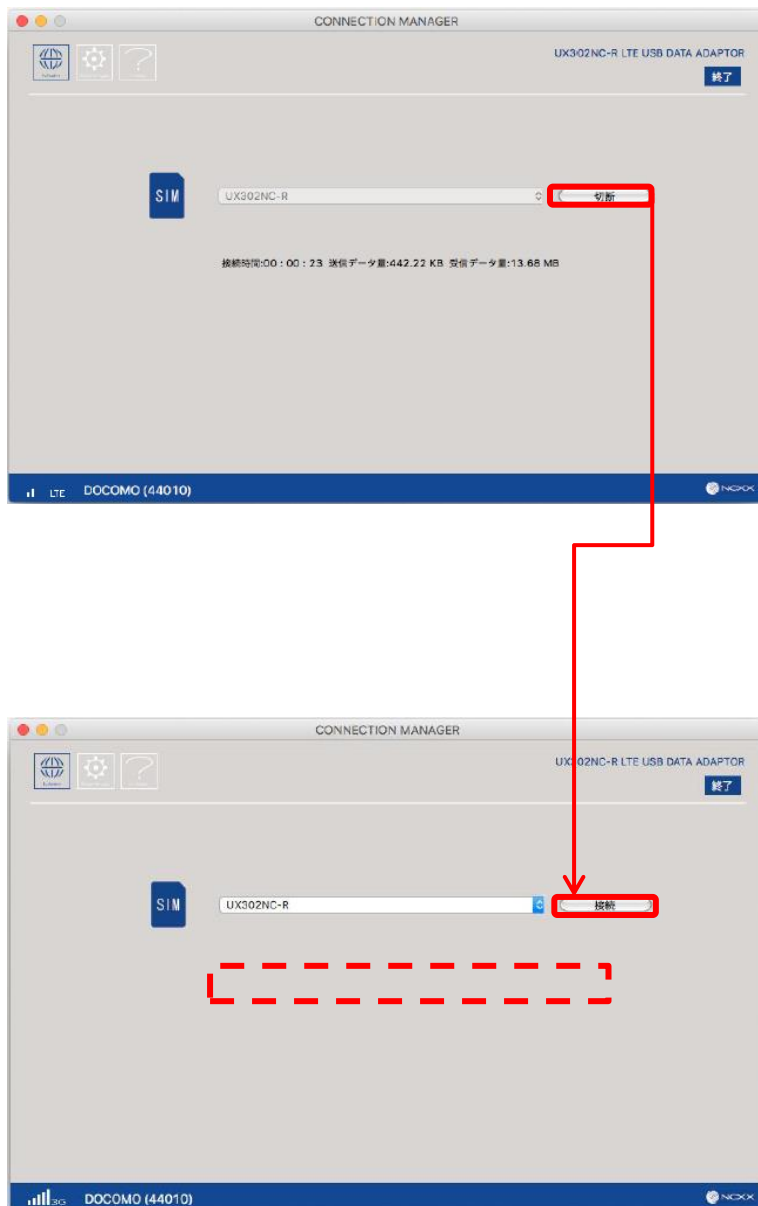 CONNECTION MANAGER
UX302NC-R LTE USB DATA ADAPTOR
終了
SIM
UX302NC-R
切断
接続時間:00 : 00 : 23 送信データ量:442.22 KB 受信データ量:13.68 MB
LTE DOCOMO (44010)
NCXX
CONNECTION MANAGER
UX302NC-R LTE USB DATA ADAPTOR
終了
SIM
UX302NC-R
接続
3G DOCOMO (44010)
NCXX